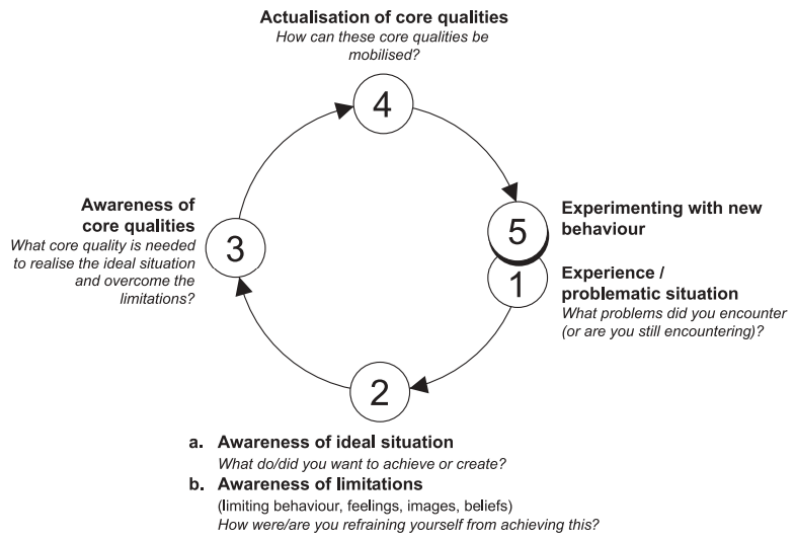 Actualisation of core qualities
How can these core qualities be
mobilised?
4
Awareness of
core qualities
What core quality is needed
to realise the ideal situation
and overcome the
limitations?
3
5
Experimenting with new
behaviour
1
Experience /
problematic situation
What problems did you encounter
(or are you still encountering)?
2
a. Awareness of ideal situation
What do/did you want to achieve or create?
b. Awareness of limitations
(limiting behaviour, feelings, images, beliefs)
How were/are you refraining yourself from achieving this?